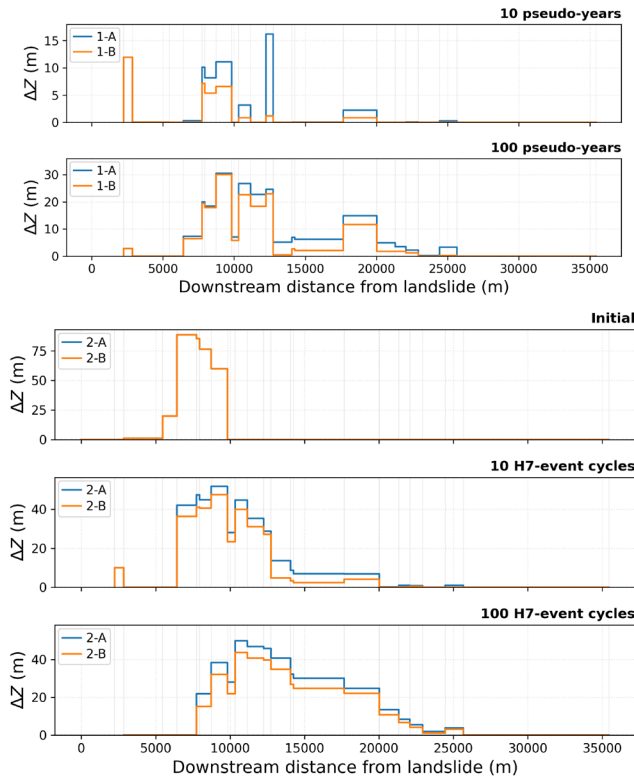 10 pseudo-years
ΔZ (m)
15
10
5
0
1-A
1-B
100 pseudo-years
ΔZ (m)
30
20
10
0
1-A
1-B
0 5000 10000 15000 20000 25000 30000 35000
Downstream distance from landslide (m)
Initial
ΔZ (m)
75
50
25
0
2-A
2-B
10 H7-event cycles
ΔZ (m)
40
20
0
2-A
2-B
100 H7-event cycles
ΔZ (m)
40
20
0
2-A
2-B
0 5000 10000 15000 20000 25000 30000 35000
Downstream distance from landslide (m)